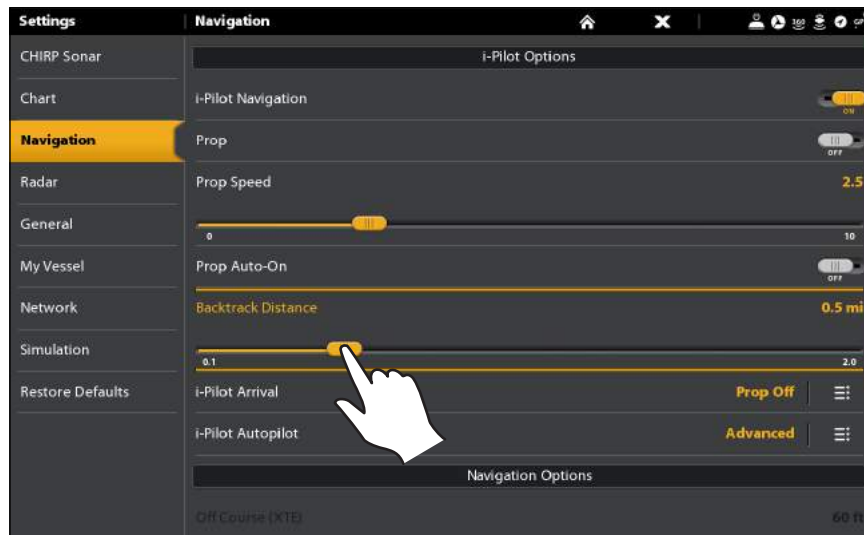 Settings
Navigation
360
CHIRP Sonar
i-Pilot Options
Chart
i-Pilot Navigation
ON
Navigation
Prop
OFF
Radar
Prop Speed
2.5
General
0
10
My Vessel
Prop Auto-On
OFF
Network
Backtrack Distance
0.5 mi
Simulation
0.1
2.0
Restore Defaults
i-Pilot Arrival
Prop Off
i-Pilot Autopilot
Advanced
Navigation Options
Off Course (XTE)
60 ft